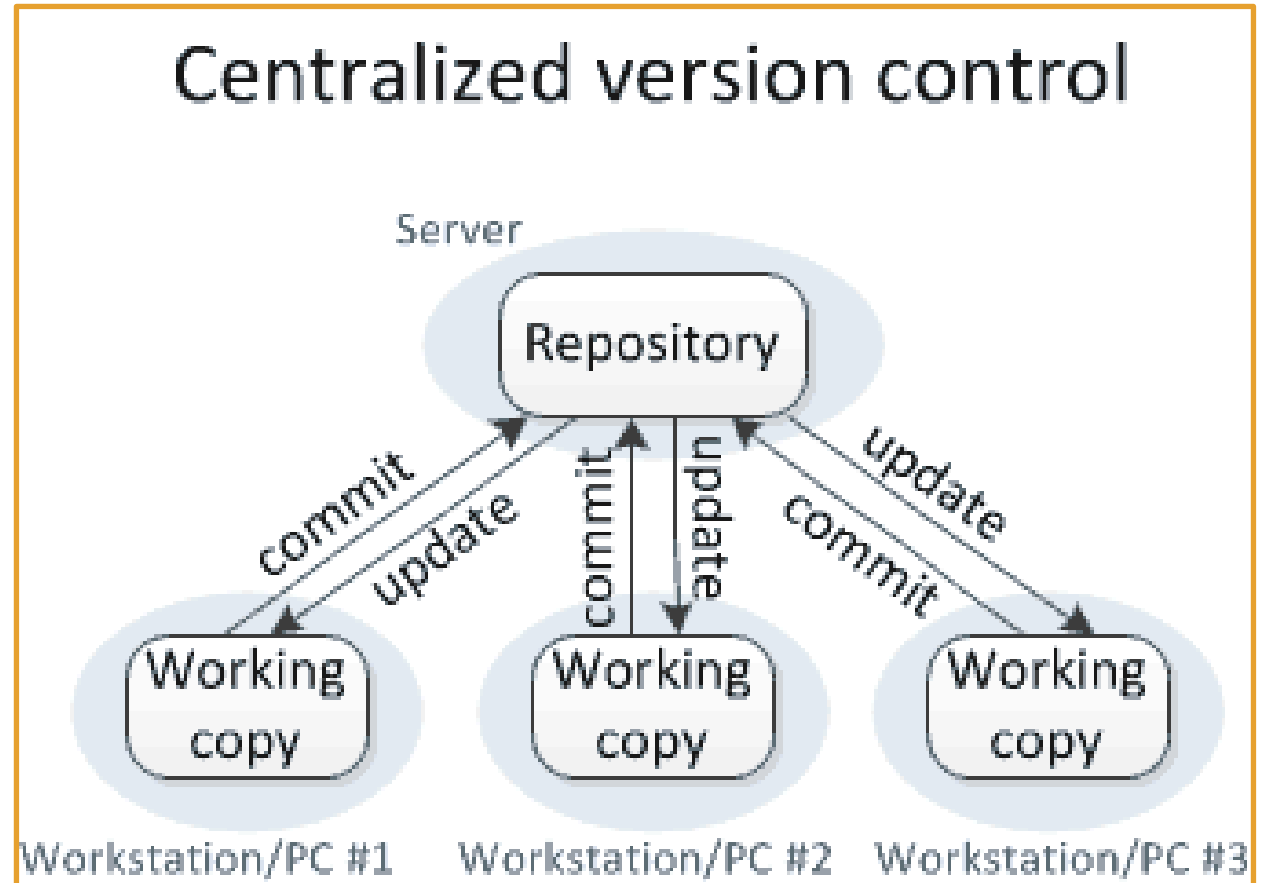 Centralized version control
Server
Repository
commit
update
commit
update
update
commit
Working
copy
Working
copy
Working
copy
Workstation/PC #1
Workstation/PC #2
Workstation/PC #3